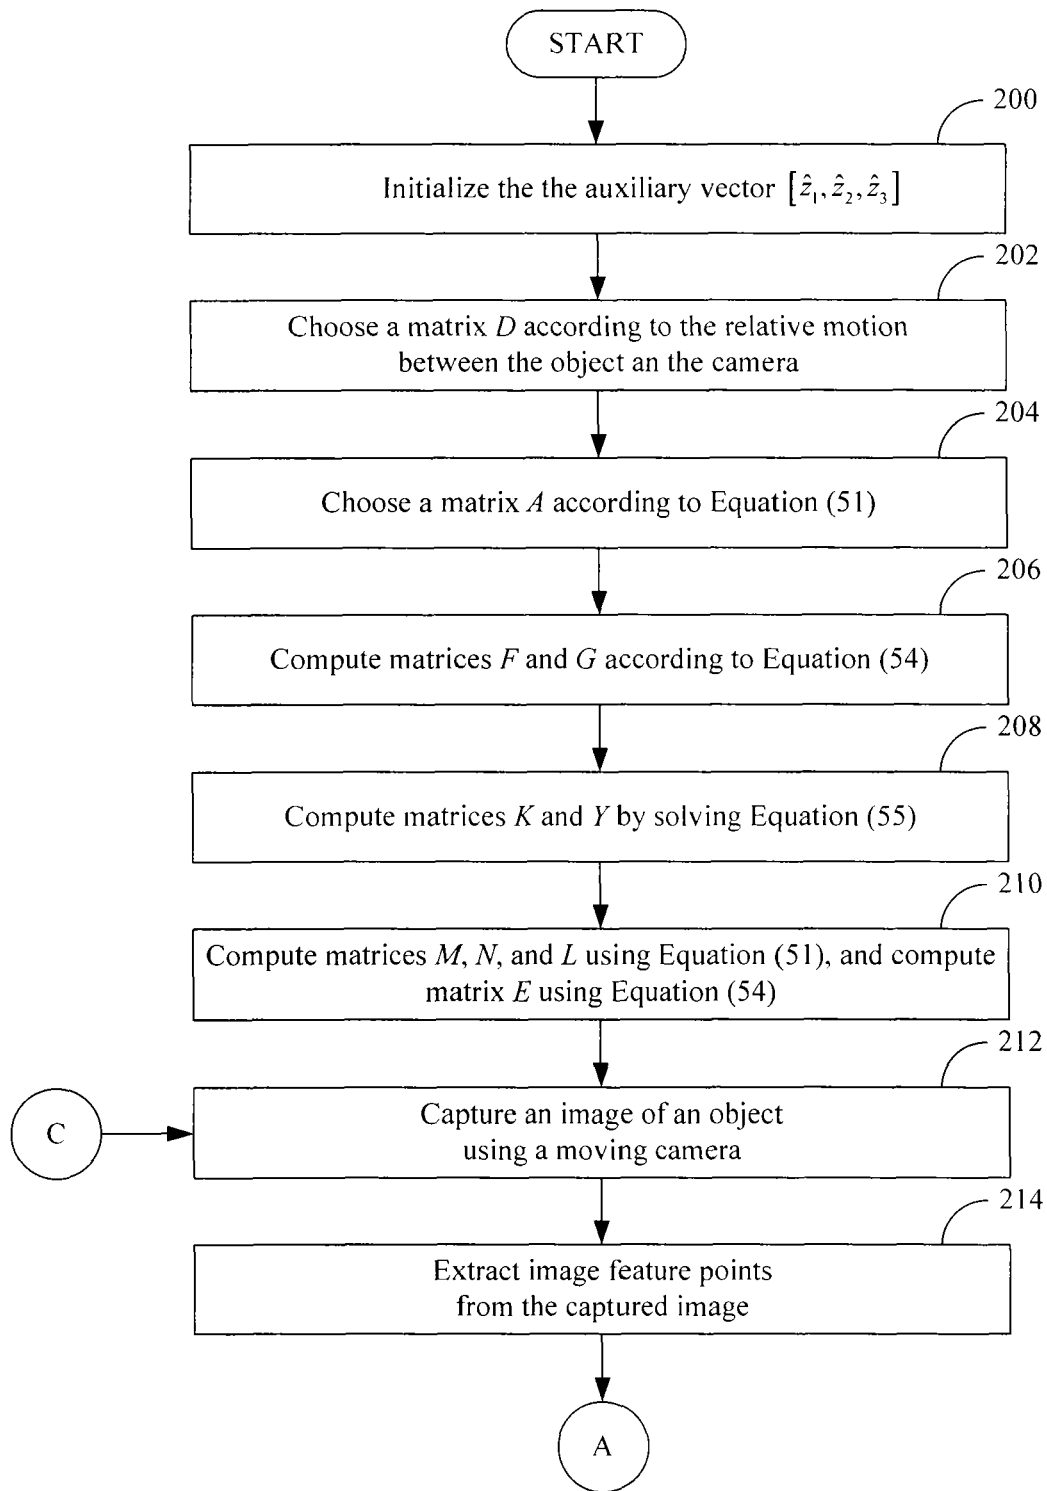 START
200
Initialize the the auxiliary vector [ẑ₁, ẑ₂, ẑ₃]
202
Choose a matrix D according to the relative motion
between the object an the camera
204
Choose a matrix A according to Equation (51)
206
Compute matrices F and G according to Equation (54)
208
Compute matrices K and Y by solving Equation (55)
210
Compute matrices M, N, and L using Equation (51), and compute
matrix E using Equation (54)
212
C
Capture an image of an object
using a moving camera
214
Extract image feature points
from the captured image
A